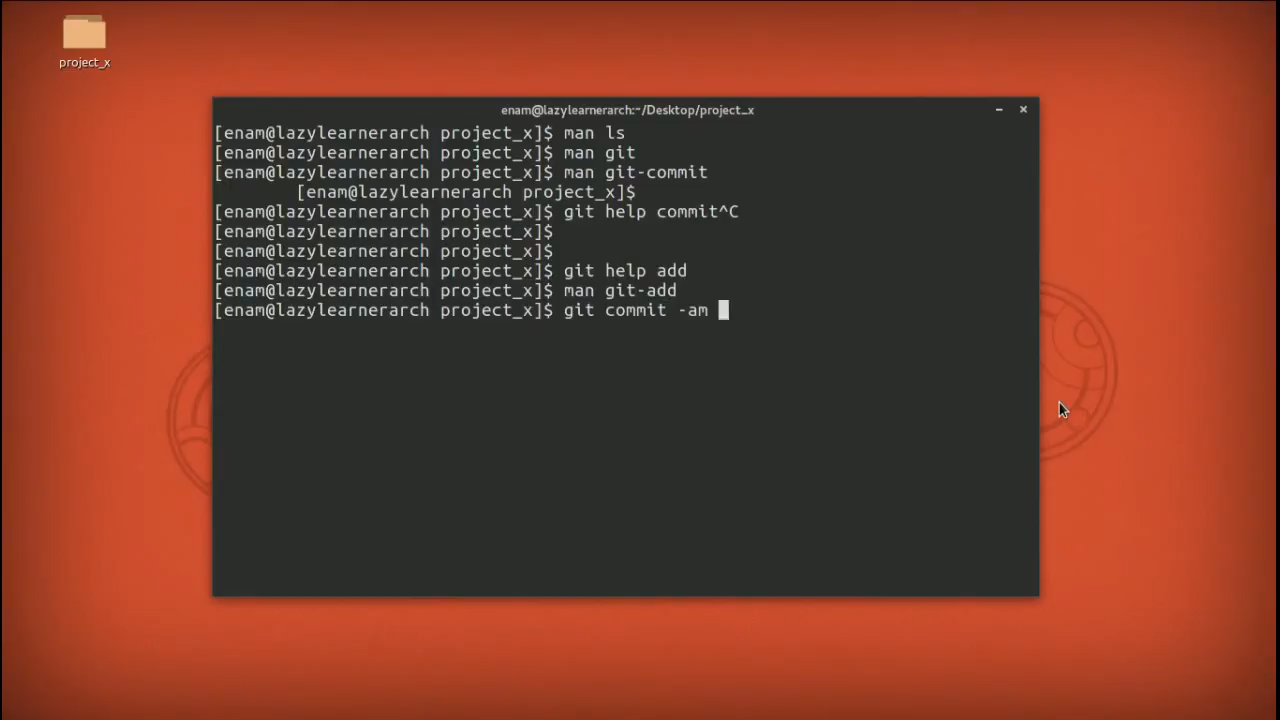 project_x
enam@lazylearnerarch:~/Desktop/project_x
[enam@lazylearnerarch project_x]$ man ls
[enam@lazylearnerarch project_x]$ man git
[enam@lazylearnerarch project_x]$ man git-commit
[enam@lazylearnerarch project_x]$
[enam@lazylearnerarch project_x]$ git help commit^C
[enam@lazylearnerarch project_x]$
[enam@lazylearnerarch project_x]$
[enam@lazylearnerarch project_x]$ git help add
[enam@lazylearnerarch project_x]$ man git-add
[enam@lazylearnerarch project_x]$ git commit -am